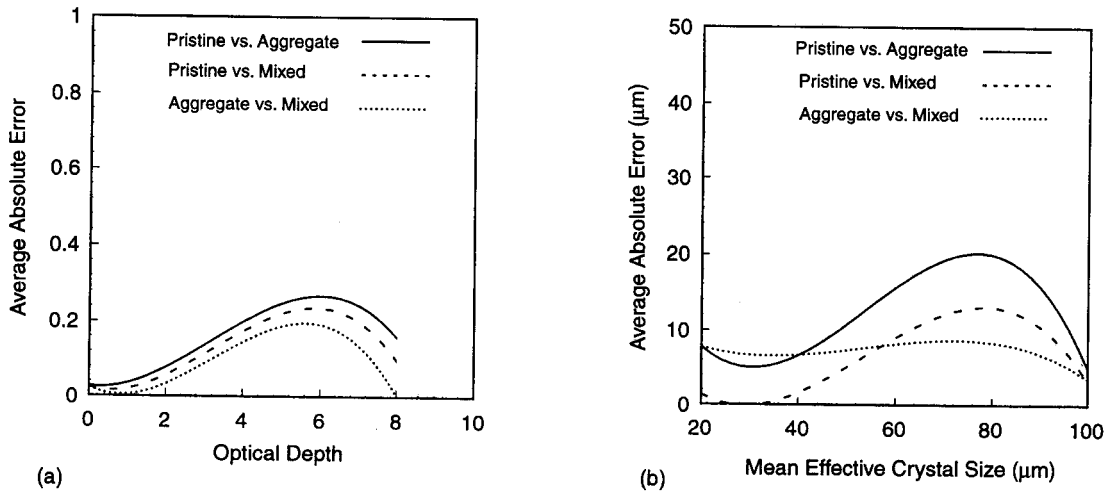 1
0.8
0.6
0.4
0.2
0
Average Absolute Error
Pristine vs. Aggregate
Pristine vs. Mixed
Aggregate vs. Mixed
0 2 4 6 8 10
Optical Depth
(a)
50
40
30
20
10
0
Average Absolute Error (μm)
Pristine vs. Aggregate
Pristine vs. Mixed
Aggregate vs. Mixed
20 40 60 80 100
Mean Effective Crystal Size (μm)
(b)